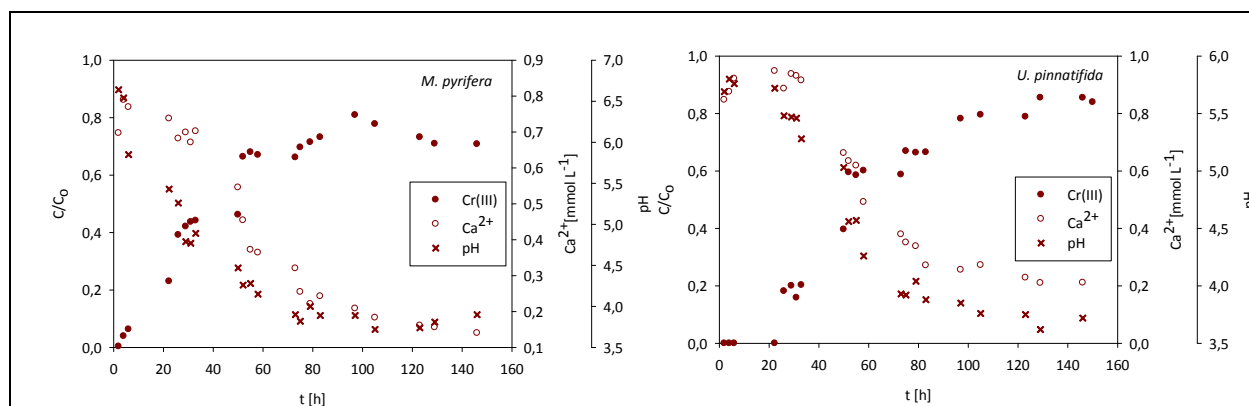 M. pyrifera
1,0
0,8
0,6
0,4
0,2
0,0
C/C₀
0 20 40 60 80 100 120 140 160
t [h]
0,9
0,8
0,7
0,6
0,5
0,4
0,3
0,2
0,1
Ca²⁺[mmol L⁻¹]
7,0
6,5
6,0
5,5
5,0
4,5
4,0
3,5
pH
Cr(III)
Ca²⁺
pH
U. pinnatifida
1,0
0,8
0,6
0,4
0,2
0,0
C/C₀
0 20 40 60 80 100 120 140 160
t [h]
1,0
0,8
0,6
0,4
0,2
0,0
Ca²⁺[mmol L⁻¹]
6,0
5,5
5,0
4,5
4,0
3,5
pH
Cr(III)
Ca²⁺
pH